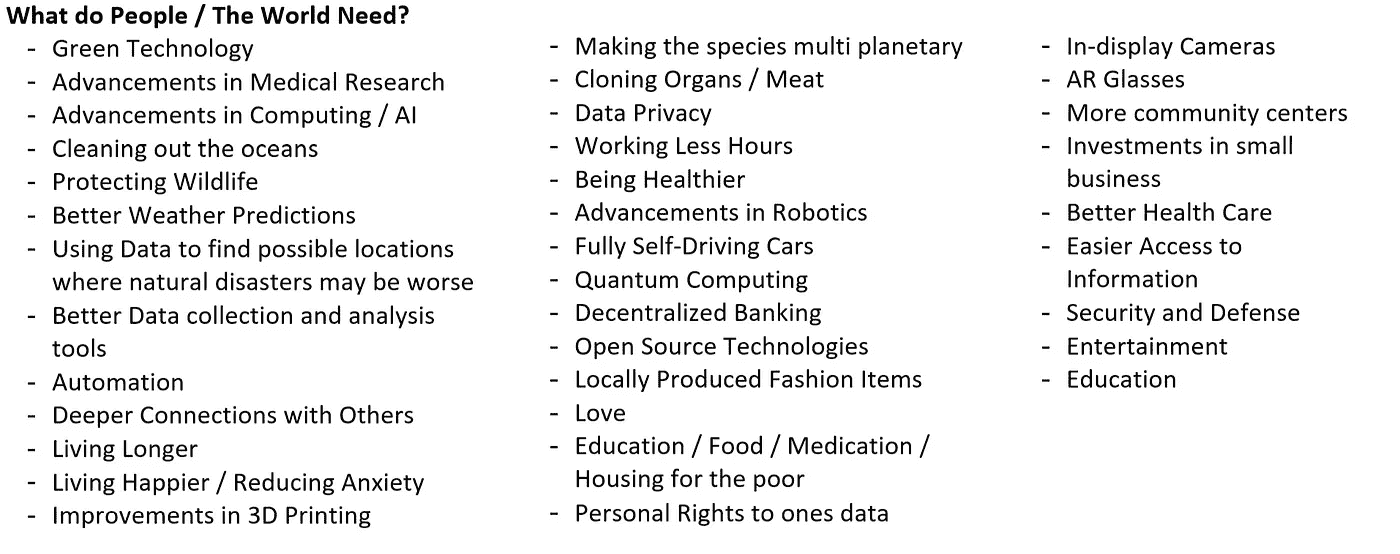 What do People / The World Need?
- Green Technology
- Advancements in Medical Research
- Advancements in Computing / AI
- Cleaning out the oceans
- Protecting Wildlife
- Better Weather Predictions
- Using Data to find possible locations
where natural disasters may be worse
- Better Data collection and analysis
tools
- Automation
- Deeper Connections with Others
- Living Longer
- Living Happier / Reducing Anxiety
- Improvements in 3D Printing
- Making the species multi planetary
- Cloning Organs / Meat
- Data Privacy
- Working Less Hours
- Being Healthier
- Advancements in Robotics
- Fully Self-Driving Cars
- Quantum Computing
- Decentralized Banking
- Open Source Technologies
- Locally Produced Fashion Items
- Love
- Education / Food / Medication /
Housing for the poor
- Personal Rights to ones data
- In-display Cameras
- AR Glasses
- More community centers
- Investments in small
business
- Better Health Care
- Easier Access to
Information
- Security and Defense
- Entertainment
- Education